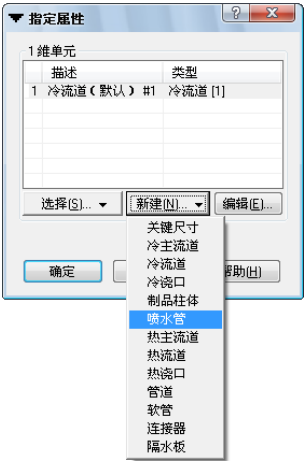 指定属性
1维单元
描述 类型
1 冷流道(默认) #1 冷流道 [1]
选择(S)... 新建(N)... 编辑(E)...
关键尺寸
冷主流道
冷流道
冷浇口
制品柱体
喷水管
热主流道
热流道
热浇口
管道
软管
连接器
隔水板
确定 帮助(H)